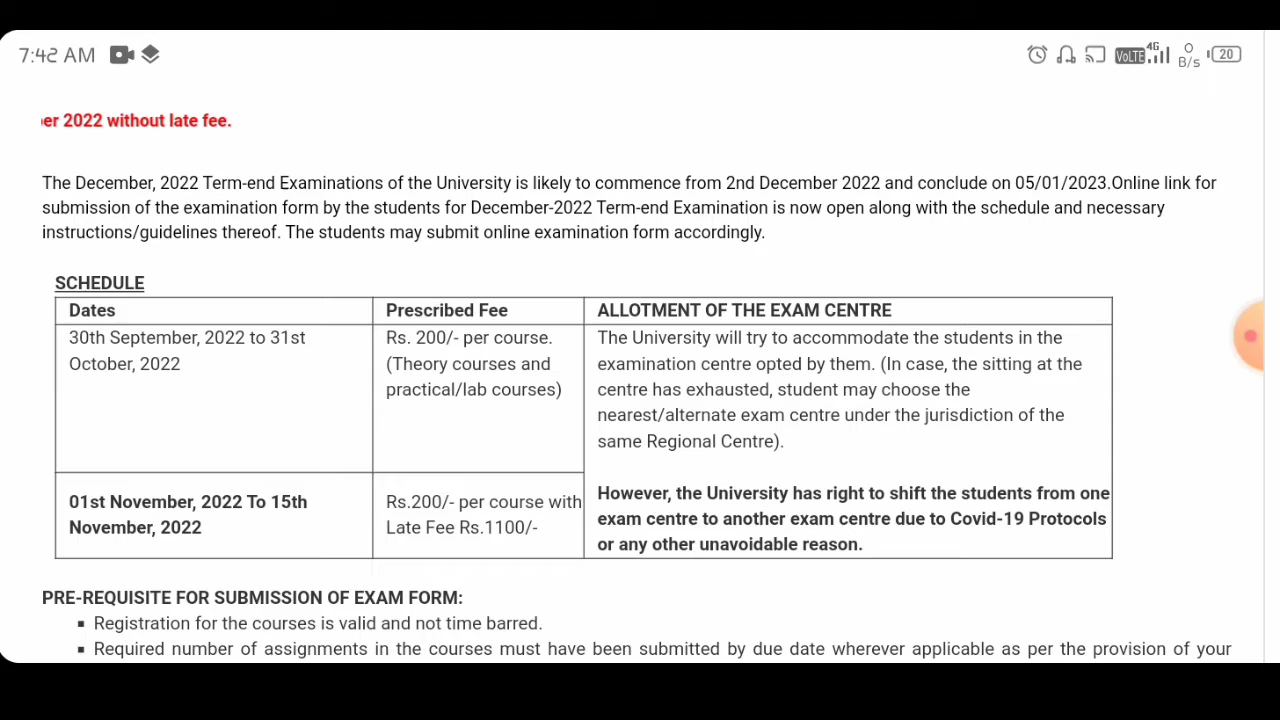 7:42 AM
VoLTE 4G 0 B/s 20
er 2022 without late fee.
The December, 2022 Term-end Examinations of the University is likely to commence from 2nd December 2022 and conclude on 05/01/2023.Online link for
submission of the examination form by the students for December-2022 Term-end Examination is now open along with the schedule and necessary
instructions/guidelines thereof. The students may submit online examination form accordingly.
SCHEDULE
Dates
Prescribed Fee
ALLOTMENT OF THE EXAM CENTRE
30th September, 2022 to 31st
October, 2022
Rs. 200/- per course.
(Theory courses and
practical/lab courses)
The University will try to accommodate the students in the
examination centre opted by them. (In case, the sitting at the
centre has exhausted, student may choose the
nearest/alternate exam centre under the jurisdiction of the
same Regional Centre).
However, the University has right to shift the students from one
exam centre to another exam centre due to Covid-19 Protocols
or any other unavoidable reason.
01st November, 2022 To 15th
November, 2022
Rs.200/- per course with
Late Fee Rs.1100/-
PRE-REQUISITE FOR SUBMISSION OF EXAM FORM:
▪ Registration for the courses is valid and not time barred.
▪ Required number of assignments in the courses must have been submitted by due date wherever applicable as per the provision of your